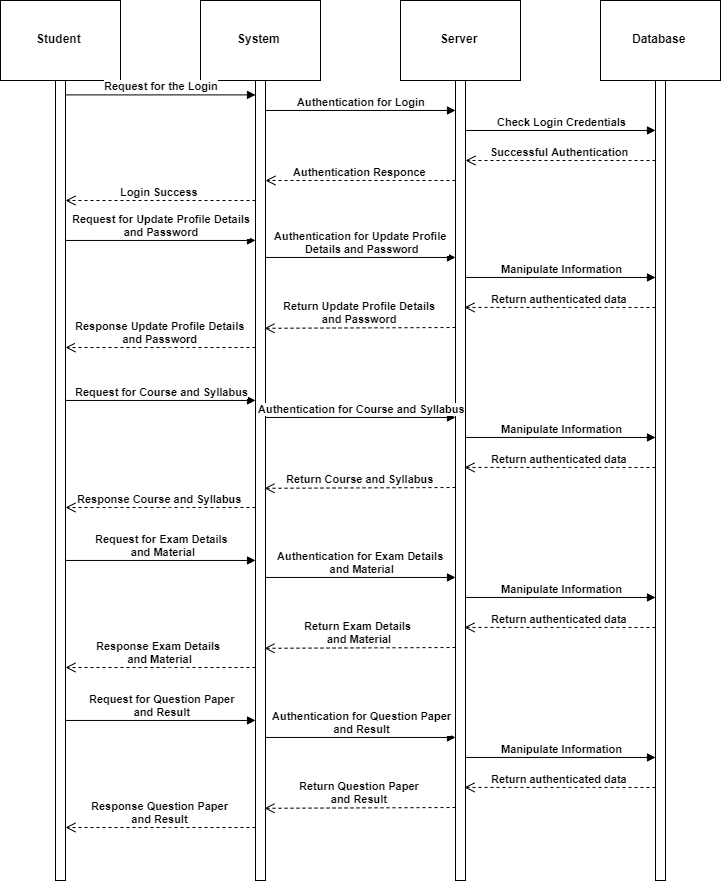 Student
System
Server
Database
Request for the Login
Authentication for Login
Check Login Credentials
Successful Authentication
Authentication Responce
Login Success
Request for Update Profile Details
and Password
Authentication for Update Profile
Details and Password
Manipulate Information
Return authenticated data
Return Update Profile Details
and Password
Response Update Profile Details
and Password
Request for Course and Syllabus
Authentication for Course and Syllabus
Manipulate Information
Return authenticated data
Return Course and Syllabus
Response Course and Syllabus
Request for Exam Details
and Material
Authentication for Exam Details
and Material
Manipulate Information
Return authenticated data
Return Exam Details
and Material
Response Exam Details
and Material
Request for Question Paper
and Result
Authentication for Question Paper
and Result
Manipulate Information
Return authenticated data
Return Question Paper
and Result
Response Question Paper
and Result